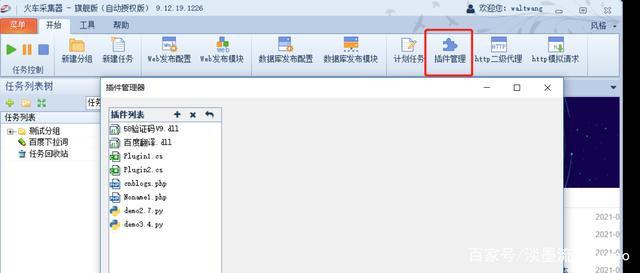 火车采集器 - 旗舰版（自动授权版） 9.12.19.1226
欢迎您: waltwang
菜单 开始 工具 帮助 风格
新建分组 新建任务 Web发布配置 Web发布模块 数据库发布配置 数据库发布模块 计划任务 插件管理 http二级代理 http模拟请求
任务控制
任务列表树
任务列表
测试分组
百度下拉词
任务回收站
插件管理器
插件列表
58验证码V9.dll
百度翻译.dll
Plugin1.cs
Plugin2.cs
cnblogs.php
Noname1.php
demo2.7.py
demo3.4.py
2021-0
2021-0
2021-0